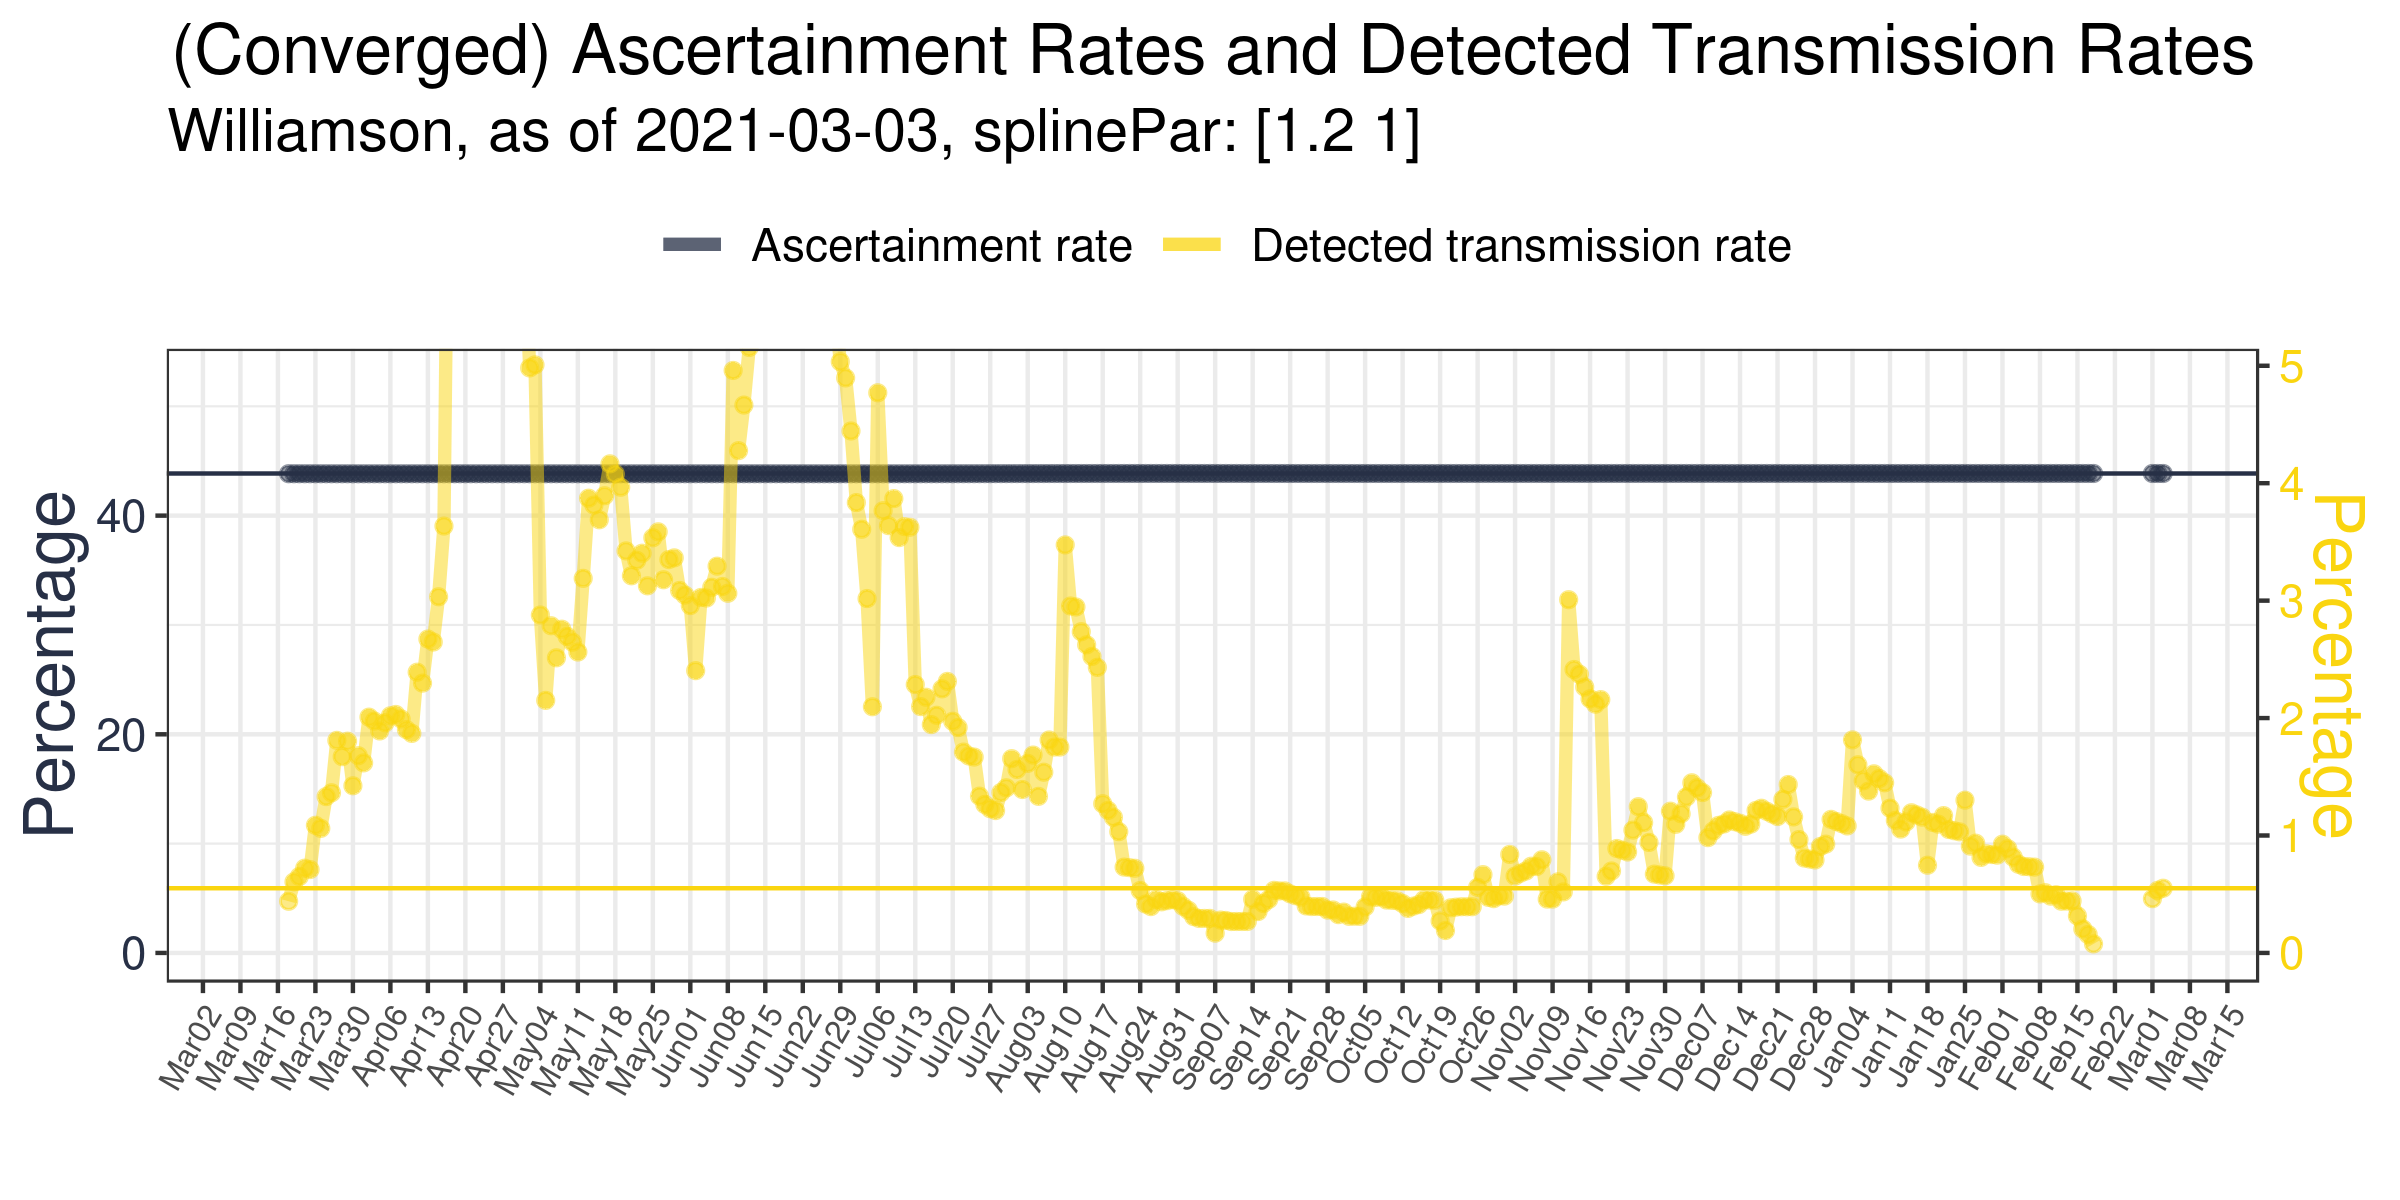 (Converged) Ascertainment Rates and Detected Transmission Rates
Williamson, as of 2021-03-03, splinePar: [1.2 1]
Ascertainment rate
Detected transmission rate
Percentage
40
20
0
5
4
3
2
1
0
Percentage
Mar02
Mar09
Mar16
Mar23
Mar30
Apr06
Apr13
Apr20
Apr27
May04
May11
May18
May25
Jun01
Jun08
Jun15
Jun22
Jun29
Jul06
Jul13
Jul20
Jul27
Aug03
Aug10
Aug17
Aug24
Aug31
Sep07
Sep14
Sep21
Sep28
Oct05
Oct12
Oct19
Oct26
Nov02
Nov09
Nov16
Nov23
Nov30
Dec07
Dec14
Dec21
Dec28
Jan04
Jan11
Jan18
Jan25
Feb01
Feb08
Feb15
Feb22
Mar01
Mar08
Mar15